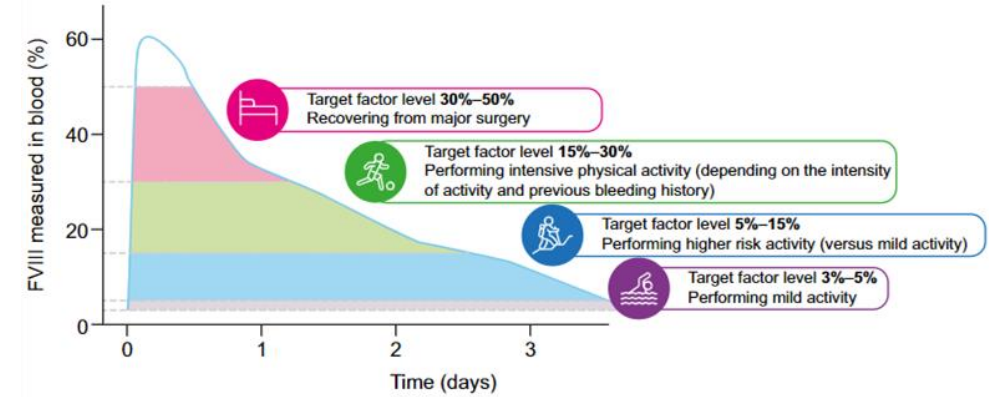 FVIII measured in blood (%)
60
40
20
0
Target factor level 30%–50%
Recovering from major surgery
Target factor level 15%–30%
Performing intensive physical activity (depending on the intensity
of activity and previous bleeding history)
Target factor level 5%–15%
Performing higher risk activity (versus mild activity)
Target factor level 3%–5%
Performing mild activity
0 1 2 3
Time (days)